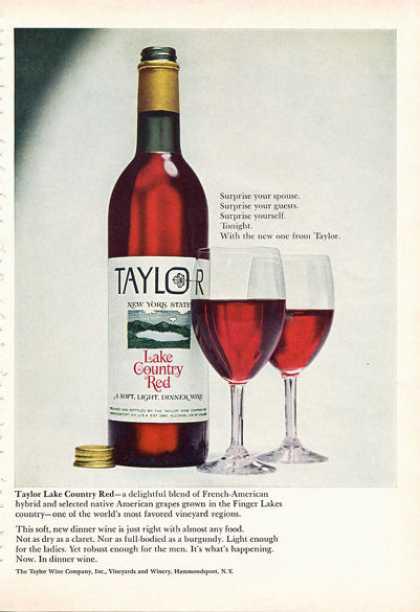 Surprise your spouse.
Surprise your guests.
Surprise yourself.
Tonight.
With the new one from Taylor.
TAYLOR
NEW YORK STATE
Lake
Country
Red
A SOFT, LIGHT, DINNER WINE
Taylor Lake Country Red—a delightful blend of French-American
hybrid and selected native American grapes grown in the Finger Lakes
country—one of the world's most favored vineyard regions.
This soft, new dinner wine is just right with almost any food.
Not as dry as a claret. Nor as full-bodied as a burgundy. Light enough
for the ladies. Yet robust enough for the men. It's what's happening.
Now. In dinner wine.
The Taylor Wine Company, Inc., Vineyards and Winery, Hammondsport, N.Y.